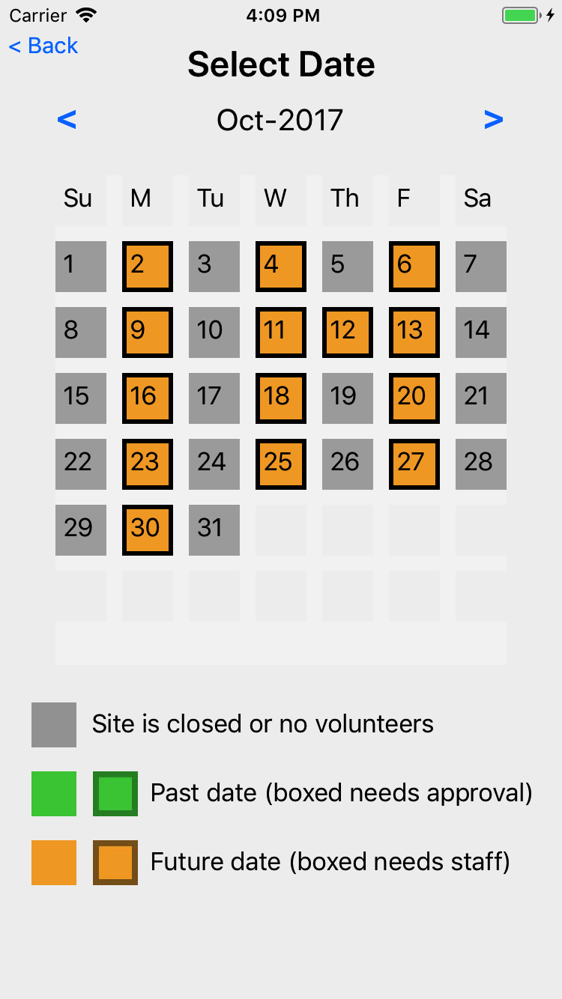 Carrier 4:09 PM
< Back
Select Date
< Oct-2017 >
Su M Tu W Th F Sa
1 2 3 4 5 6 7
8 9 10 11 12 13 14
15 16 17 18 19 20 21
22 23 24 25 26 27 28
29 30 31
Site is closed or no volunteers
Past date (boxed needs approval)
Future date (boxed needs staff)